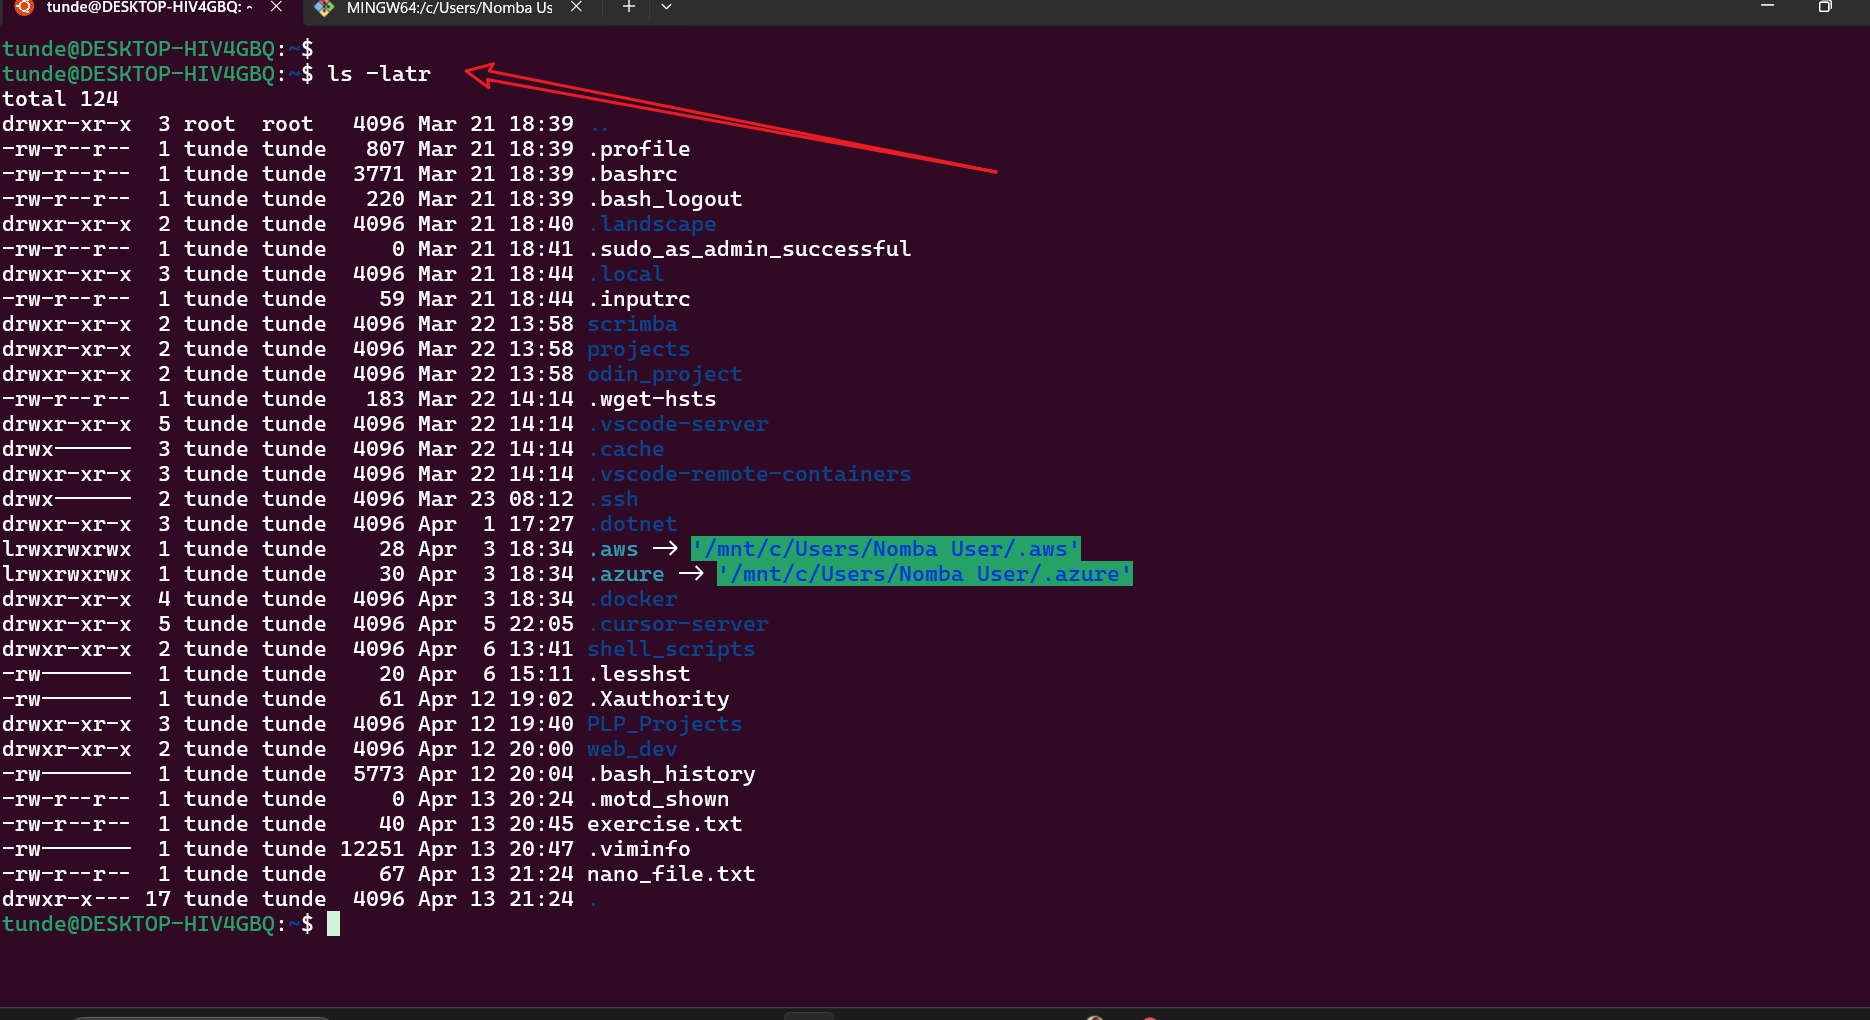 tunde@DESKTOP-HIV4GBQ: ~
MINGW64:/c/Users/Nomba Us
tunde@DESKTOP-HIV4GBQ:~$
tunde@DESKTOP-HIV4GBQ:~$ ls -latr
total 124
drwxr-xr-x  3 root  root   4096 Mar 21 18:39 ..
-rw-r--r--  1 tunde tunde   807 Mar 21 18:39 .profile
-rw-r--r--  1 tunde tunde  3771 Mar 21 18:39 .bashrc
-rw-r--r--  1 tunde tunde   220 Mar 21 18:39 .bash_logout
drwxr-xr-x  2 tunde tunde  4096 Mar 21 18:40 .landscape
-rw-r--r--  1 tunde tunde     0 Mar 21 18:41 .sudo_as_admin_successful
drwxr-xr-x  3 tunde tunde  4096 Mar 21 18:44 .local
-rw-r--r--  1 tunde tunde    59 Mar 21 18:44 .inputrc
drwxr-xr-x  2 tunde tunde  4096 Mar 22 13:58 scrimba
drwxr-xr-x  2 tunde tunde  4096 Mar 22 13:58 projects
drwxr-xr-x  2 tunde tunde  4096 Mar 22 13:58 odin_project
-rw-r--r--  1 tunde tunde   183 Mar 22 14:14 .wget-hsts
drwxr-xr-x  5 tunde tunde  4096 Mar 22 14:14 .vscode-server
drwx------  3 tunde tunde  4096 Mar 22 14:14 .cache
drwxr-xr-x  3 tunde tunde  4096 Mar 22 14:14 .vscode-remote-containers
drwx------  2 tunde tunde  4096 Mar 23 08:12 .ssh
drwxr-xr-x  3 tunde tunde  4096 Apr  1 17:27 .dotnet
lrwxrwxrwx  1 tunde tunde    28 Apr  3 18:34 .aws -> '/mnt/c/Users/Nomba User/.aws'
lrwxrwxrwx  1 tunde tunde    30 Apr  3 18:34 .azure -> '/mnt/c/Users/Nomba User/.azure'
drwxr-xr-x  4 tunde tunde  4096 Apr  3 18:34 .docker
drwxr-xr-x  5 tunde tunde  4096 Apr  5 22:05 .cursor-server
drwxr-xr-x  2 tunde tunde  4096 Apr  6 13:41 shell_scripts
-rw-------  1 tunde tunde    20 Apr  6 15:11 .lesshst
-rw-------  1 tunde tunde    61 Apr 12 19:02 .Xauthority
drwxr-xr-x  3 tunde tunde  4096 Apr 12 19:40 PLP_Projects
drwxr-xr-x  2 tunde tunde  4096 Apr 12 20:00 web_dev
-rw-------  1 tunde tunde  5773 Apr 12 20:04 .bash_history
-rw-r--r--  1 tunde tunde     0 Apr 13 20:24 .motd_shown
-rw-r--r--  1 tunde tunde    40 Apr 13 20:45 exercise.txt
-rw-------  1 tunde tunde 12251 Apr 13 20:47 .viminfo
-rw-r--r--  1 tunde tunde    67 Apr 13 21:24 nano_file.txt
drwxr-x--- 17 tunde tunde  4096 Apr 13 21:24 .
tunde@DESKTOP-HIV4GBQ:~$